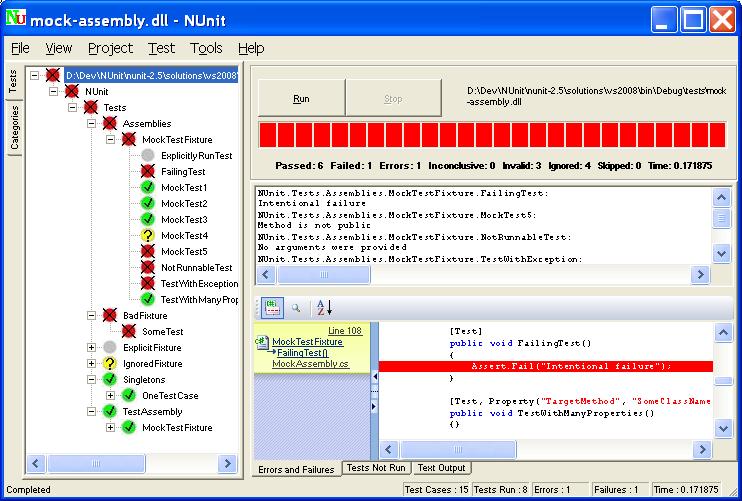 mock-assembly.dll - NUnit
File View Project Test Tools Help
Tests
Categories
D:\Dev\NUnit\nunit-2.5\solutions\vs2008\
NUnit
Tests
Assemblies
MockTestFixture
ExplicitlyRunTest
FailingTest
MockTest1
MockTest2
MockTest3
MockTest4
MockTest5
NotRunnableTest
TestWithException
TestWithManyProp
BadFixture
SomeTest
ExplicitFixture
IgnoredFixture
Singletons
OneTestCase
TestAssembly
MockTestFixture
Run
Stop
D:\Dev\NUnit\nunit-2.5\solutions\vs2008\bin\Debug\tests\mock
-assembly.dll
Passed: 6 Failed: 1 Errors: 1 Inconclusive: 0 Invalid: 3 Ignored: 4 Skipped: 0 Time: 0.171875
NUnit.Tests.Assemblies.MockTestFixture.FailingTest:
Intentional failure
NUnit.Tests.Assemblies.MockTestFixture.MockTest5:
Method is not public
NUnit.Tests.Assemblies.MockTestFixture.NotRunnableTest:
No arguments were provided
NUnit.Tests.Assemblies.MockTestFixture.TestWithException:
Line 108
MockTestFixture
FailingTest()
MockAssembly.cs
[Test]
public void FailingTest()
{
Assert.Fail("Intentional failure");
}
[Test, Property("TargetMethod", "SomeClassName
public void TestWithManyProperties()
{}
Errors and Failures
Tests Not Run
Text Output
Completed
Test Cases : 15
Tests Run : 8
Errors : 1
Failures : 1
Time : 0.171875